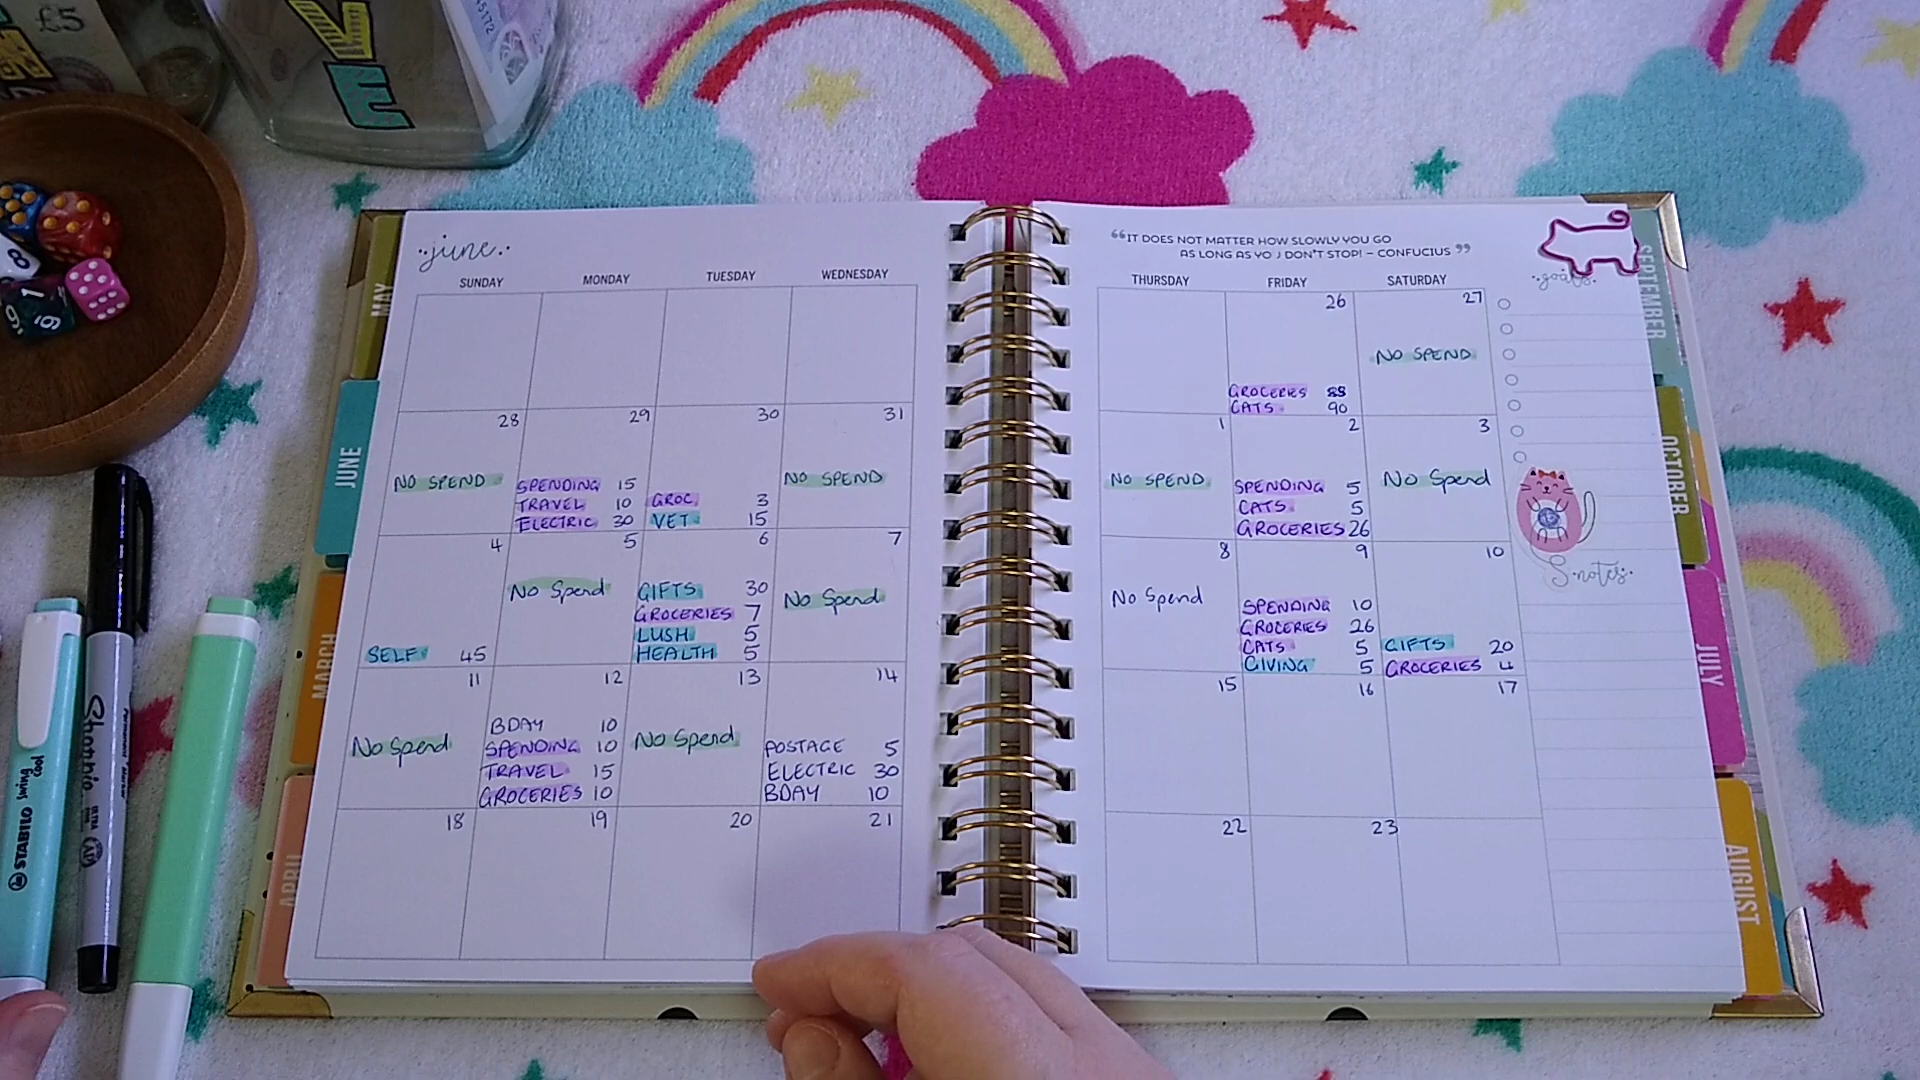 £5
45172
june
SUNDAY MONDAY TUESDAY WEDNESDAY
28 29 30 31
NO SPEND
SPENDING 15
TRAVEL 10
ELECTRIC 30
GROC. 3
VET 15
NO SPEND
4 5 6 7
SELF 45
No Spend
GIFTS 30
GROCERIES 7
LUSH 5
HEALTH 5
No Spend
11 12 13 14
No Spend
BDAY 10
SPENDING 10
TRAVEL 15
GROCERIES 10
No Spend
POSTAGE 5
ELECTRIC 30
BDAY 10
18 19 20 21
“IT DOES NOT MATTER HOW SLOWLY YOU GO
AS LONG AS YO J DON'T STOP! – CONFUCIUS”
THURSDAY FRIDAY SATURDAY
goals
26 27
GROCERIES 88
CATS 90
NO SPEND
1 2 3
NO SPEND
SPENDING 5
CATS 5
GROCERIES 26
No Spend
8 9 10
No Spend
SPENDING 10
GROCERIES 26
CATS 5
GIVING 5
GIFTS 20
GROCERIES 4
notes
15 16 17
22 23
MAY
JUNE
MARCH
APRIL
SEPTEMBER
OCTOBER
JULY
AUGUST
STABILO swing cool
Sharpie